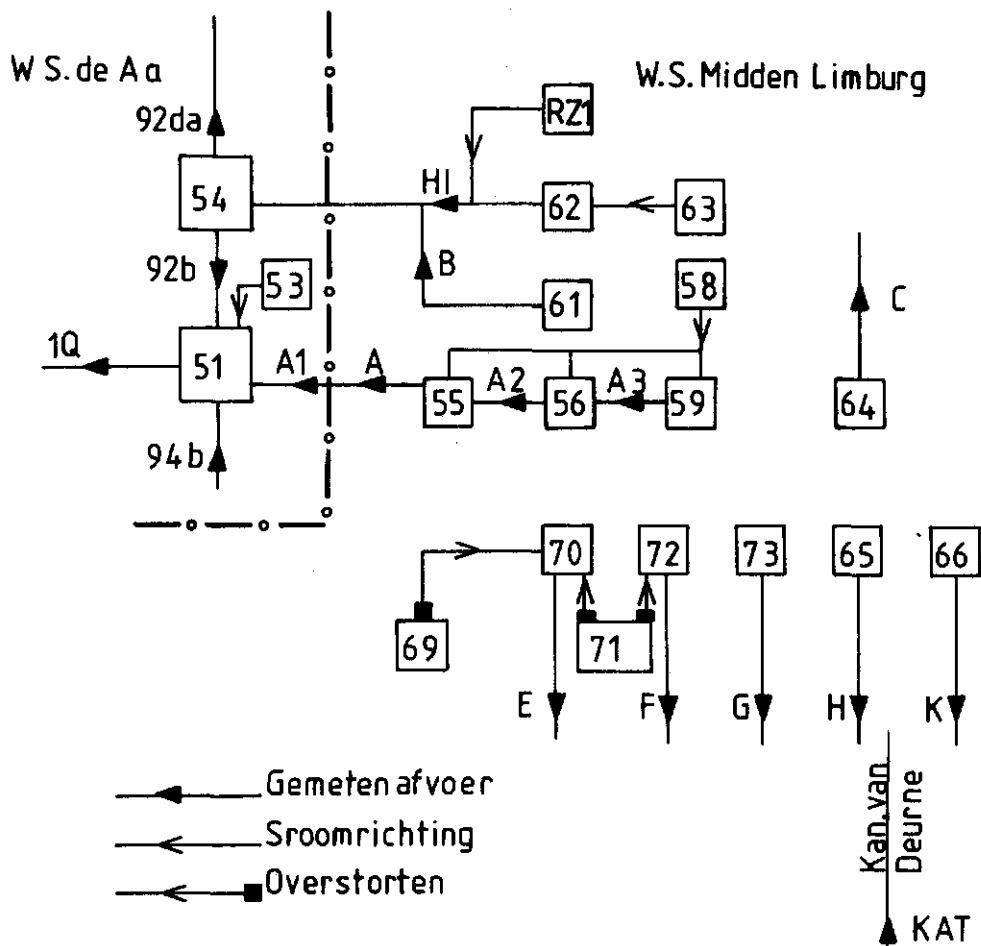 W S. de Aa
W.S. Midden Limburg
92da
RZ1
54
H1
62
63
92b
53
B
61
58
C
1Q
51
A1
A
55
A2
56
A3
59
64
94b
70
72
73
65
66
69
71
E
F
G
H
K
Gemeten afvoer
Sroomrichting
Overstorten
Kan. van
Deurne
KAT